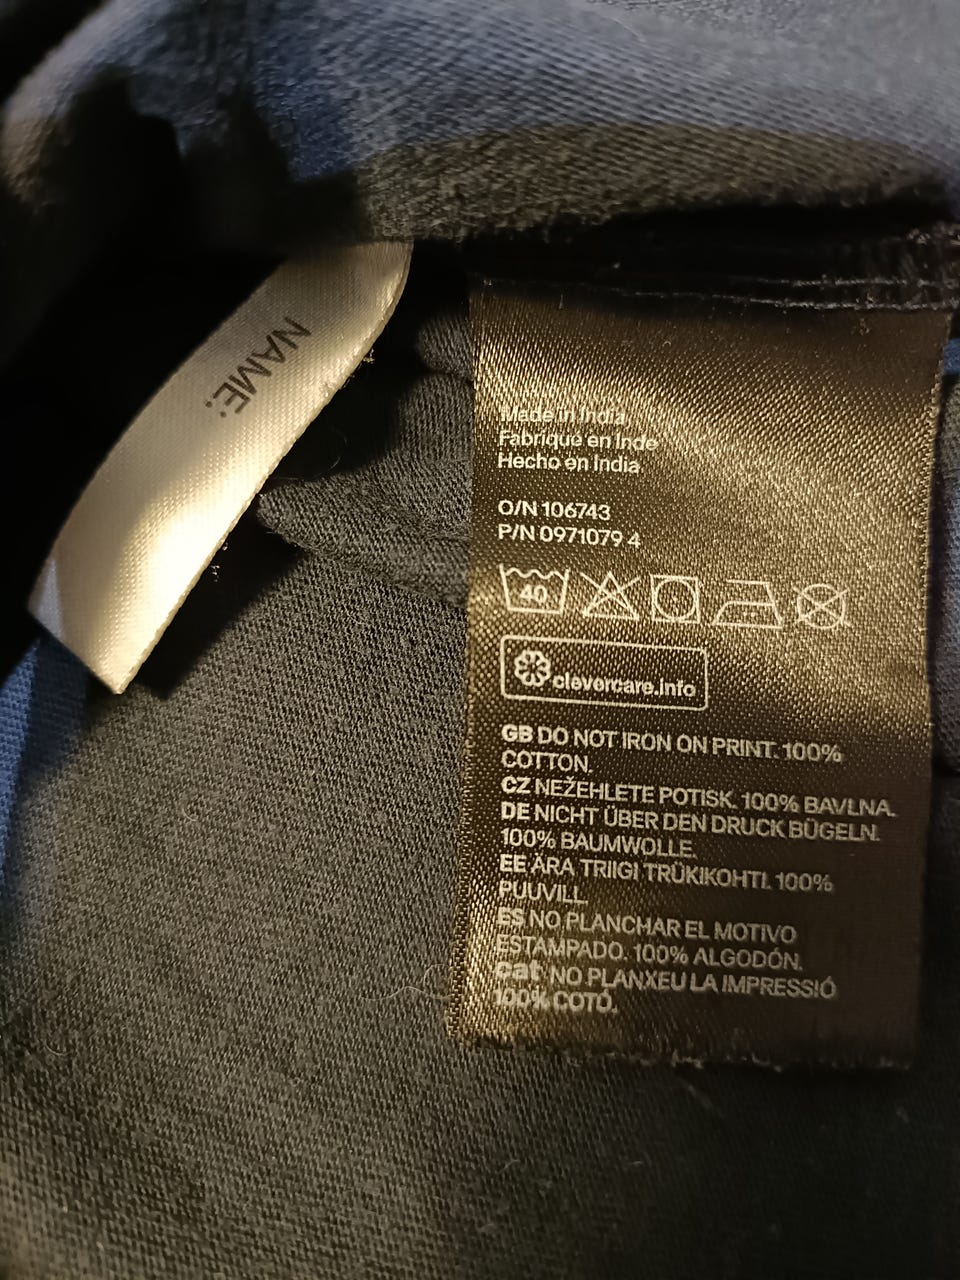 NAME:
Made in India
Fabriqué en Inde
Hecho en India
O/N 106743
P/N 0971079 4
40
clevercare.info
GB DO NOT IRON ON PRINT. 100%
COTTON.
CZ NEŽEHLETE POTISK. 100% BAVLNA.
DE NICHT ÜBER DEN DRUCK BÜGELN.
100% BAUMWOLLE.
EE ÄRA TRIIGI TRÜKIKOHTI. 100%
PUUVILL.
ES NO PLANCHAR EL MOTIVO
ESTAMPADO. 100% ALGODÓN.
cat NO PLANXEU LA IMPRESSIÓ
100% COTÓ.